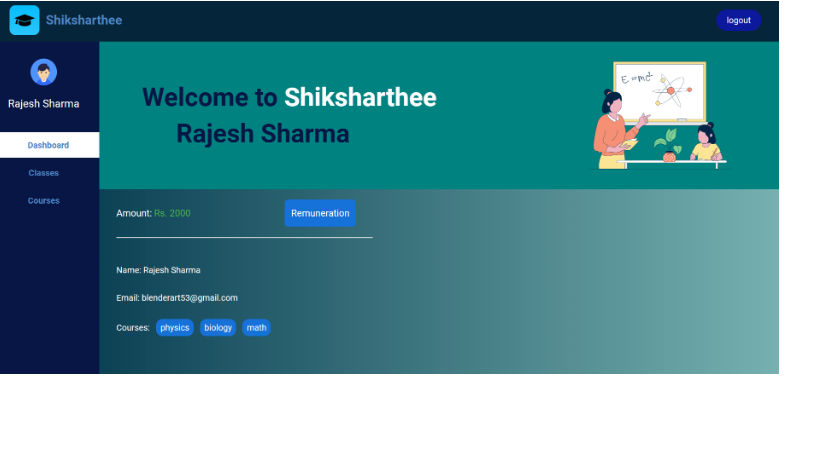 Shiksharthee
logout
Rajesh Sharma
Dashboard
Classes
Courses
Welcome to Shiksharthee
Rajesh Sharma
E=mc²
Amount: Rs. 2000
Remuneration
Name: Rajesh Sharma
Email: blenderart53@gmail.com
Courses: physics biology math